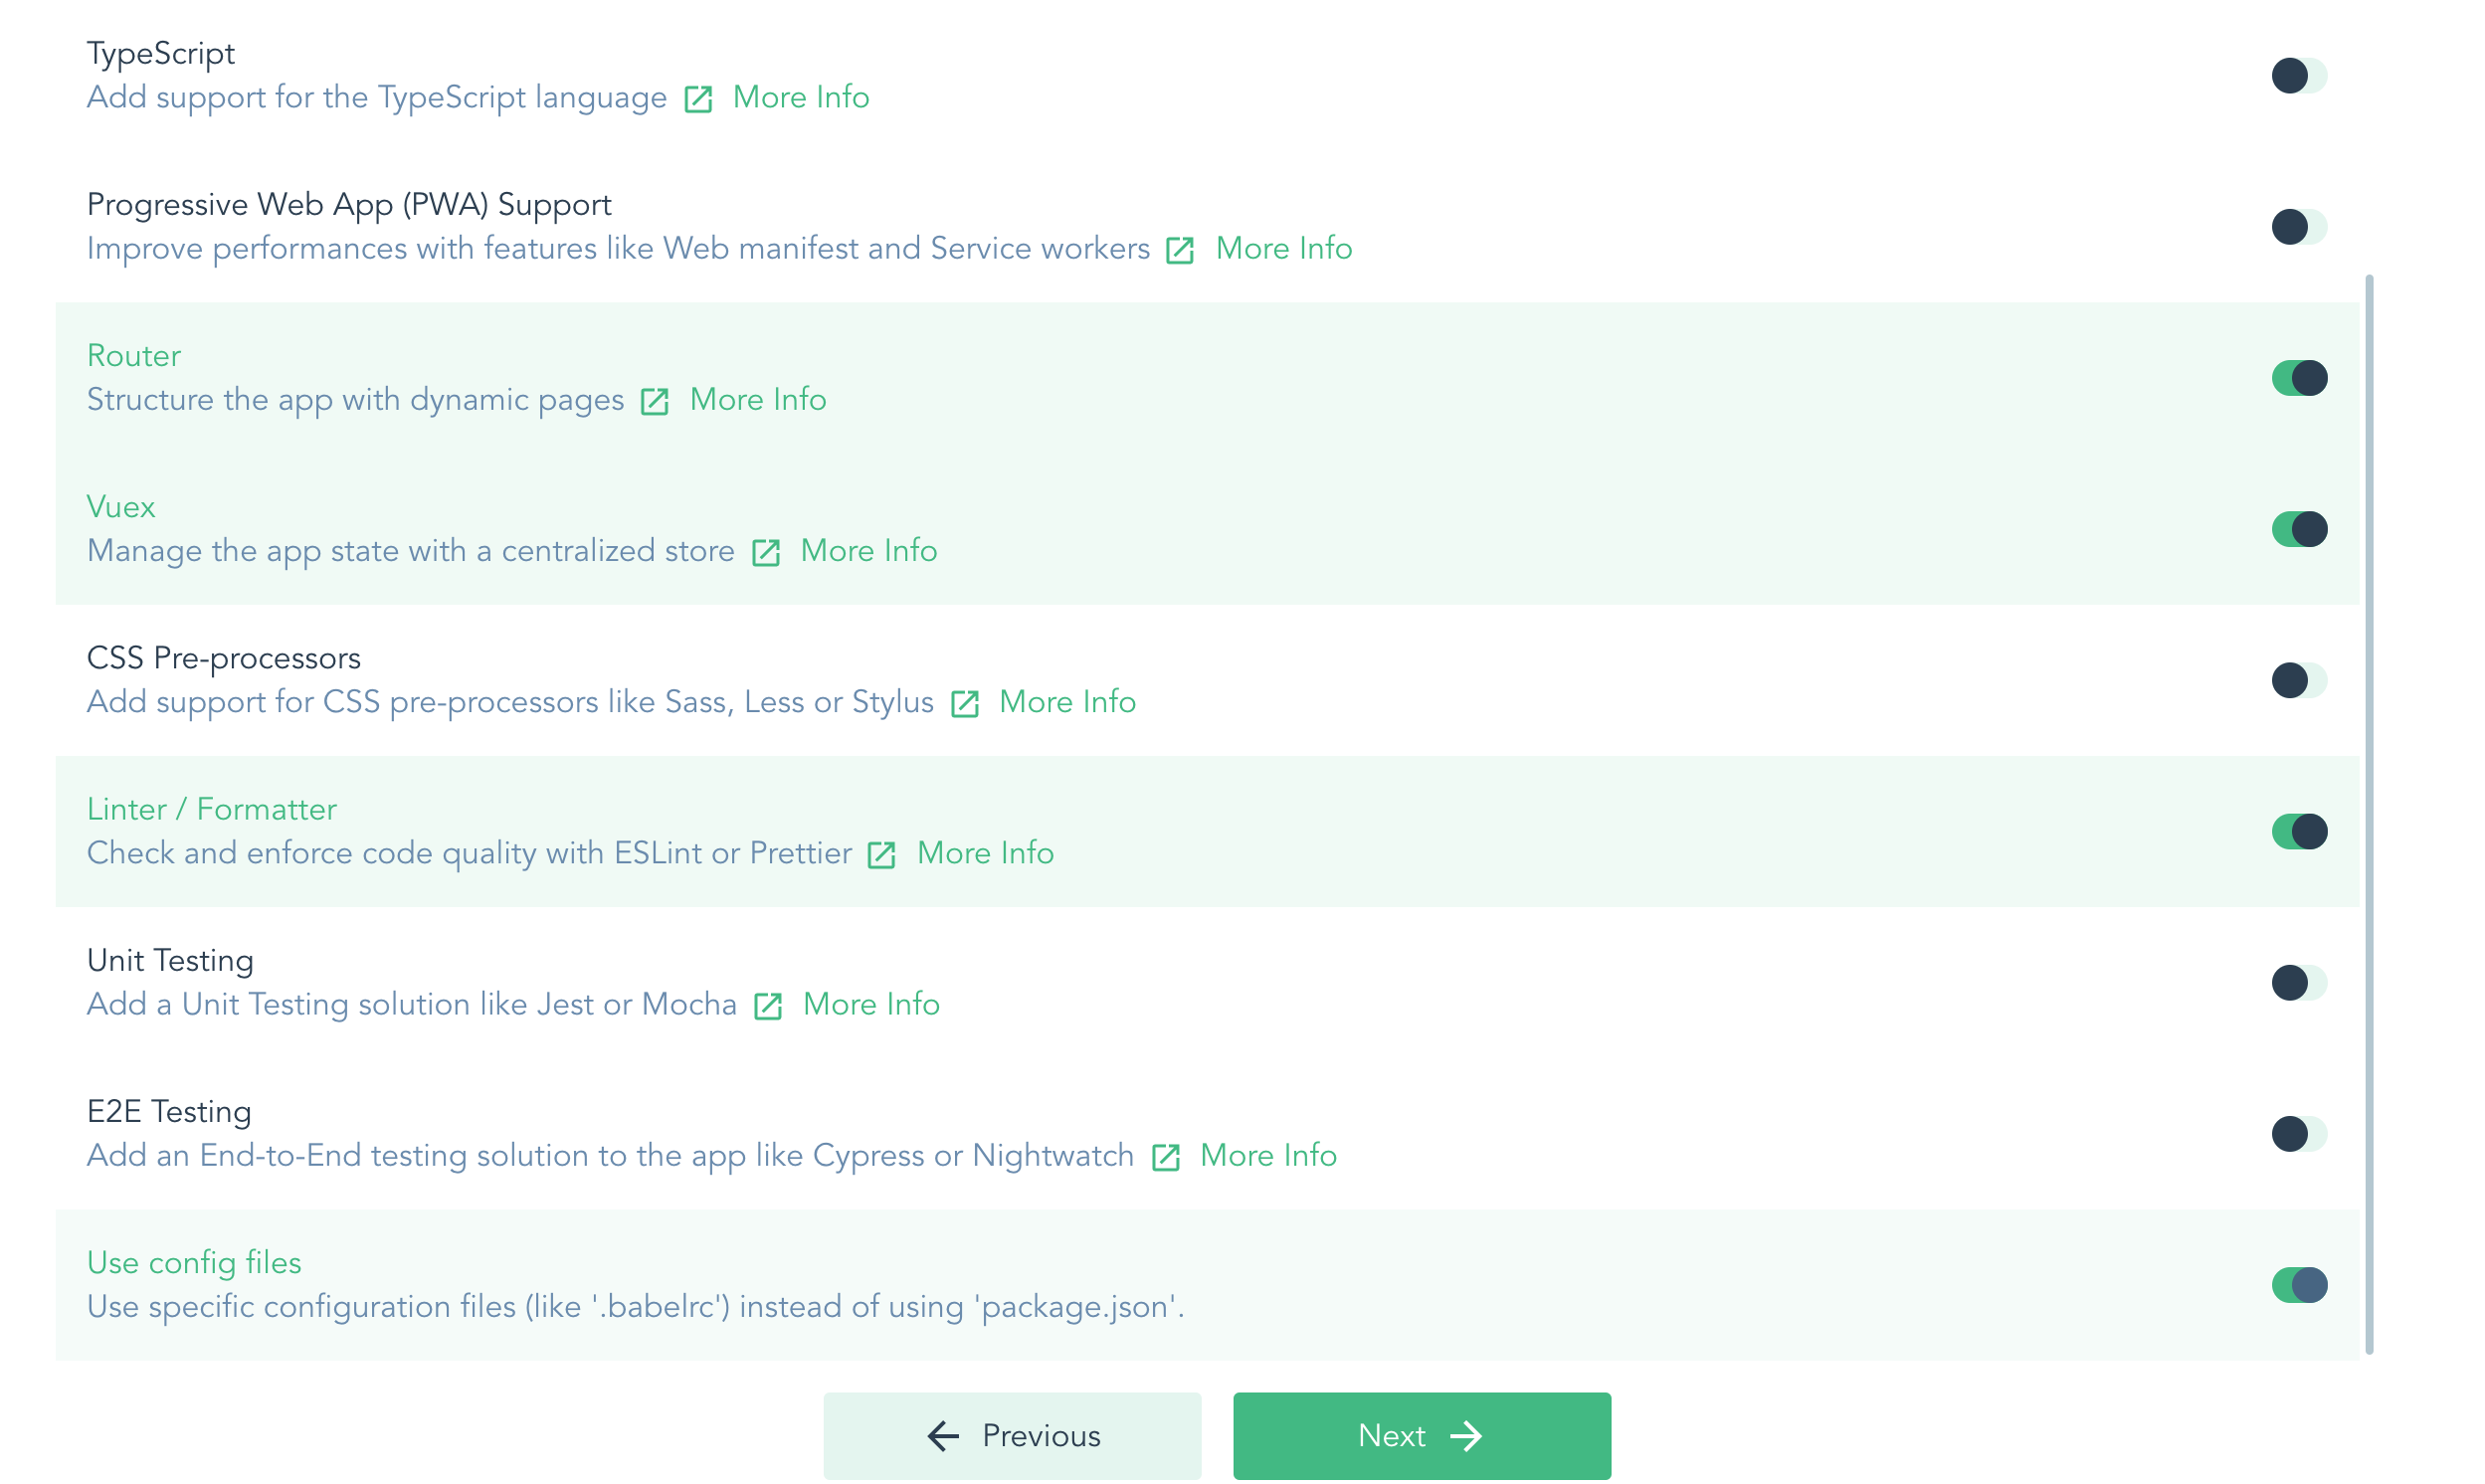 TypeScript
Add support for the TypeScript language More Info
Progressive Web App (PWA) Support
Improve performances with features like Web manifest and Service workers More Info
Router
Structure the app with dynamic pages More Info
Vuex
Manage the app state with a centralized store More Info
CSS Pre-processors
Add support for CSS pre-processors like Sass, Less or Stylus More Info
Linter / Formatter
Check and enforce code quality with ESLint or Prettier More Info
Unit Testing
Add a Unit Testing solution like Jest or Mocha More Info
E2E Testing
Add an End-to-End testing solution to the app like Cypress or Nightwatch More Info
Use config files
Use specific configuration files (like '.babelrc') instead of using 'package.json'.
Previous Next